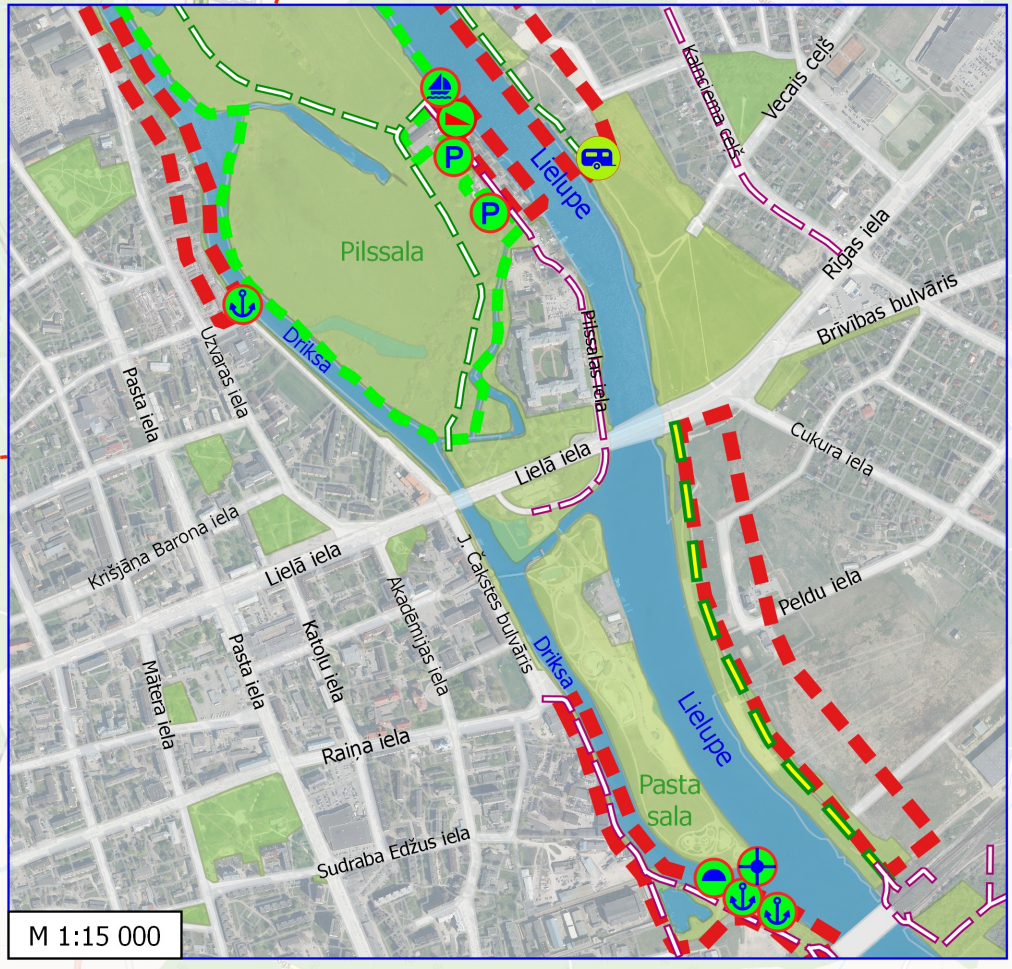 Kalnciema ceļš
Vecais ceļš
P
Lielupe
P
Rīgas iela
Pilssala
Brīvības bulvāris
Uzvaras iela
Driksa
Pilssalas iela
Pasta iela
Cukura iela
Lielā iela
Krišjāņa Barona iela
Lielā iela
J. Čakstes bulvāris
Akadēmijas iela
Peldu iela
Katoļu iela
Pasta iela
Mātera iela
Driksa
Lielupe
Raiņa iela
Pasta
sala
Sudraba Edžus iela
M 1:15 000